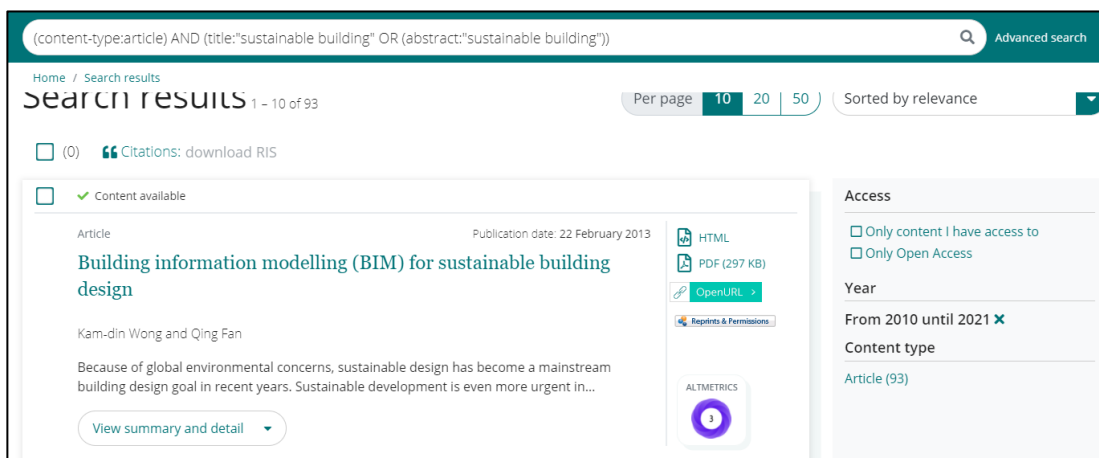 (content-type:article) AND (title:"sustainable building" OR (abstract:"sustainable building"))
Advanced search
Home / Search results
Search results 1 – 10 of 93
Per page 10 20 50
Sorted by relevance
(0) Citations: download RIS
Content available
Article
Publication date: 22 February 2013
Building information modelling (BIM) for sustainable building
design
Kam-din Wong and Qing Fan
Because of global environmental concerns, sustainable design has become a mainstream
building design goal in recent years. Sustainable development is even more urgent in…
View summary and detail
HTML
PDF (297 KB)
OpenURL >
Reprints & Permissions
ALTMETRICS
3
Access
Only content I have access to
Only Open Access
Year
From 2010 until 2021
Content type
Article (93)